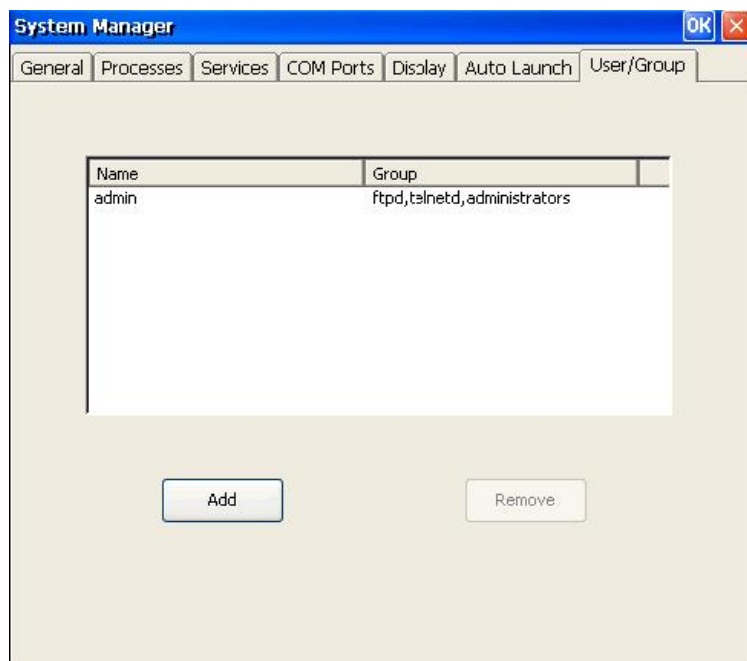 System Manager OK
General Processes Services COM Ports Display Auto Launch User/Group
Name Group
admin ftpd,telnetd,administrators
Add Remove